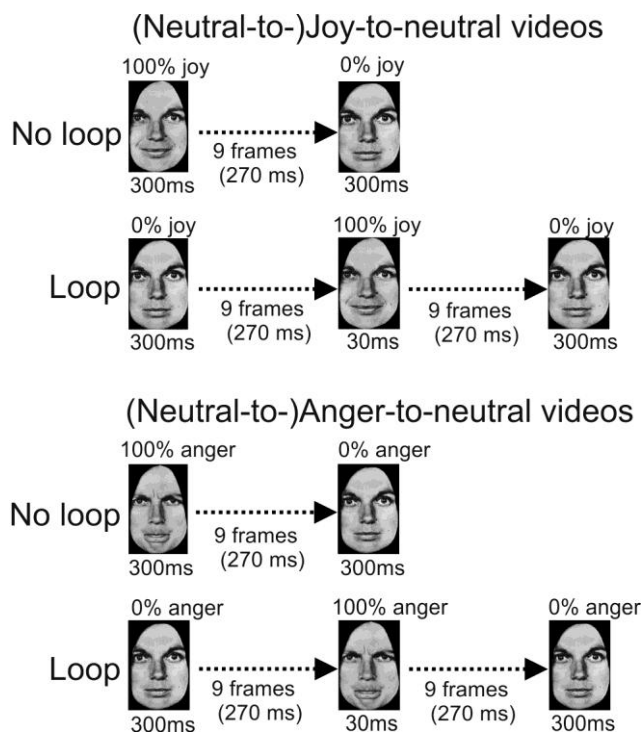 (Neutral-to-)Joy-to-neutral videos
100% joy
0% joy
No loop
9 frames
(270 ms)
300ms
300ms
0% joy
100% joy
0% joy
Loop
9 frames
(270 ms)
9 frames
(270 ms)
300ms
30ms
300ms
(Neutral-to-)Anger-to-neutral videos
100% anger
0% anger
No loop
9 frames
(270 ms)
300ms
300ms
0% anger
100% anger
0% anger
Loop
9 frames
(270 ms)
9 frames
(270 ms)
300ms
30ms
300ms